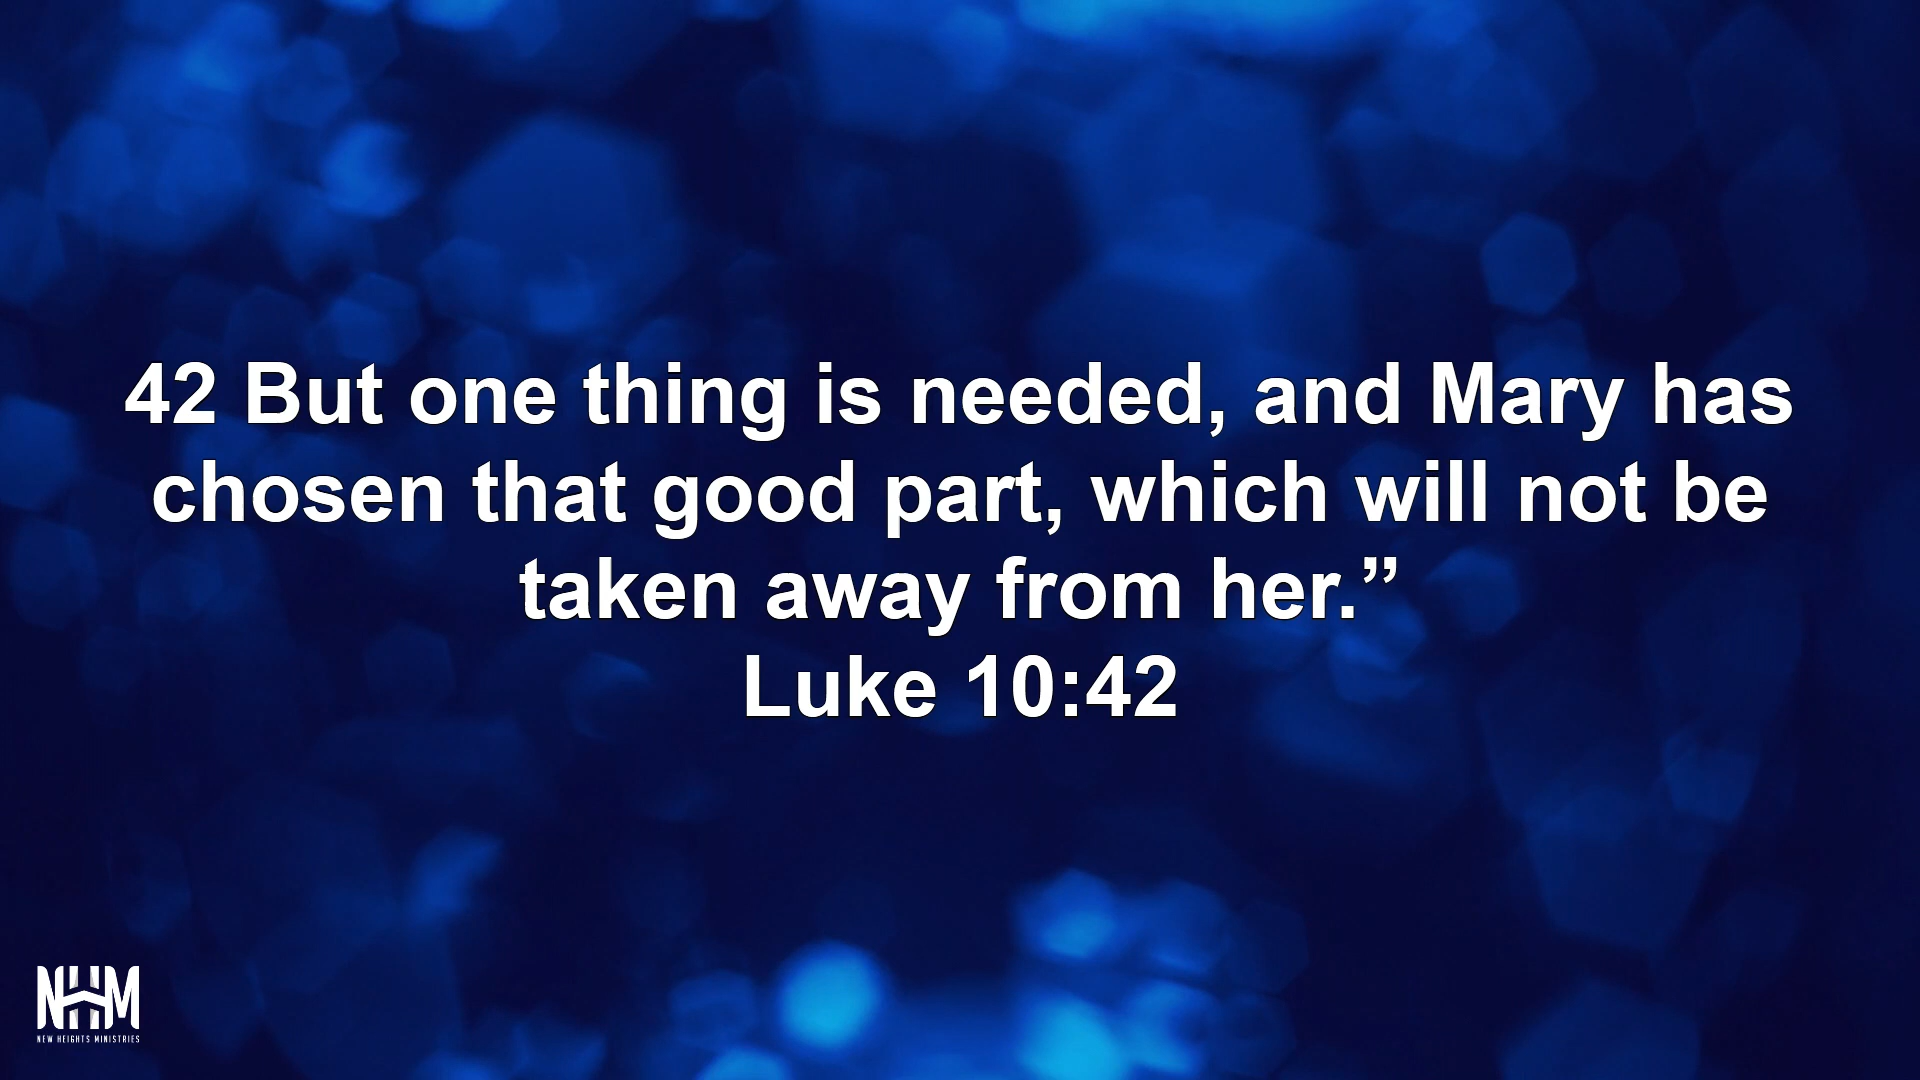 42 But one thing is needed, and Mary has
chosen that good part, which will not be
taken away from her.”
Luke 10:42
NHM
NEW HEIGHTS MINISTRIES